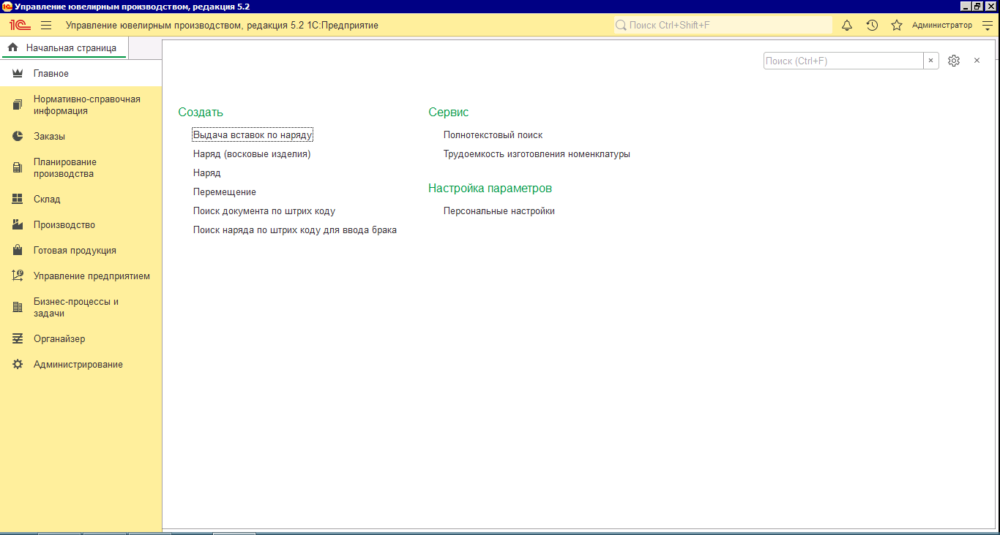 Управление ювелирным производством, редакция 5.2
Управление ювелирным производством, редакция 5.2 1С:Предприятие
Поиск Ctrl+Shift+F
Администратор
Начальная страница
Поиск (Ctrl+F)
Главное
Нормативно-справочная
информация
Заказы
Планирование
производства
Склад
Производство
Готовая продукция
Управление предприятием
Бизнес-процессы и
задачи
Органайзер
Администрирование
Создать
Выдача вставок по наряду
Наряд (восковые изделия)
Наряд
Перемещение
Поиск документа по штрих коду
Поиск наряда по штрих коду для ввода брака
Сервис
Полнотекстовый поиск
Трудоемкость изготовления номенклатуры
Настройка параметров
Персональные настройки